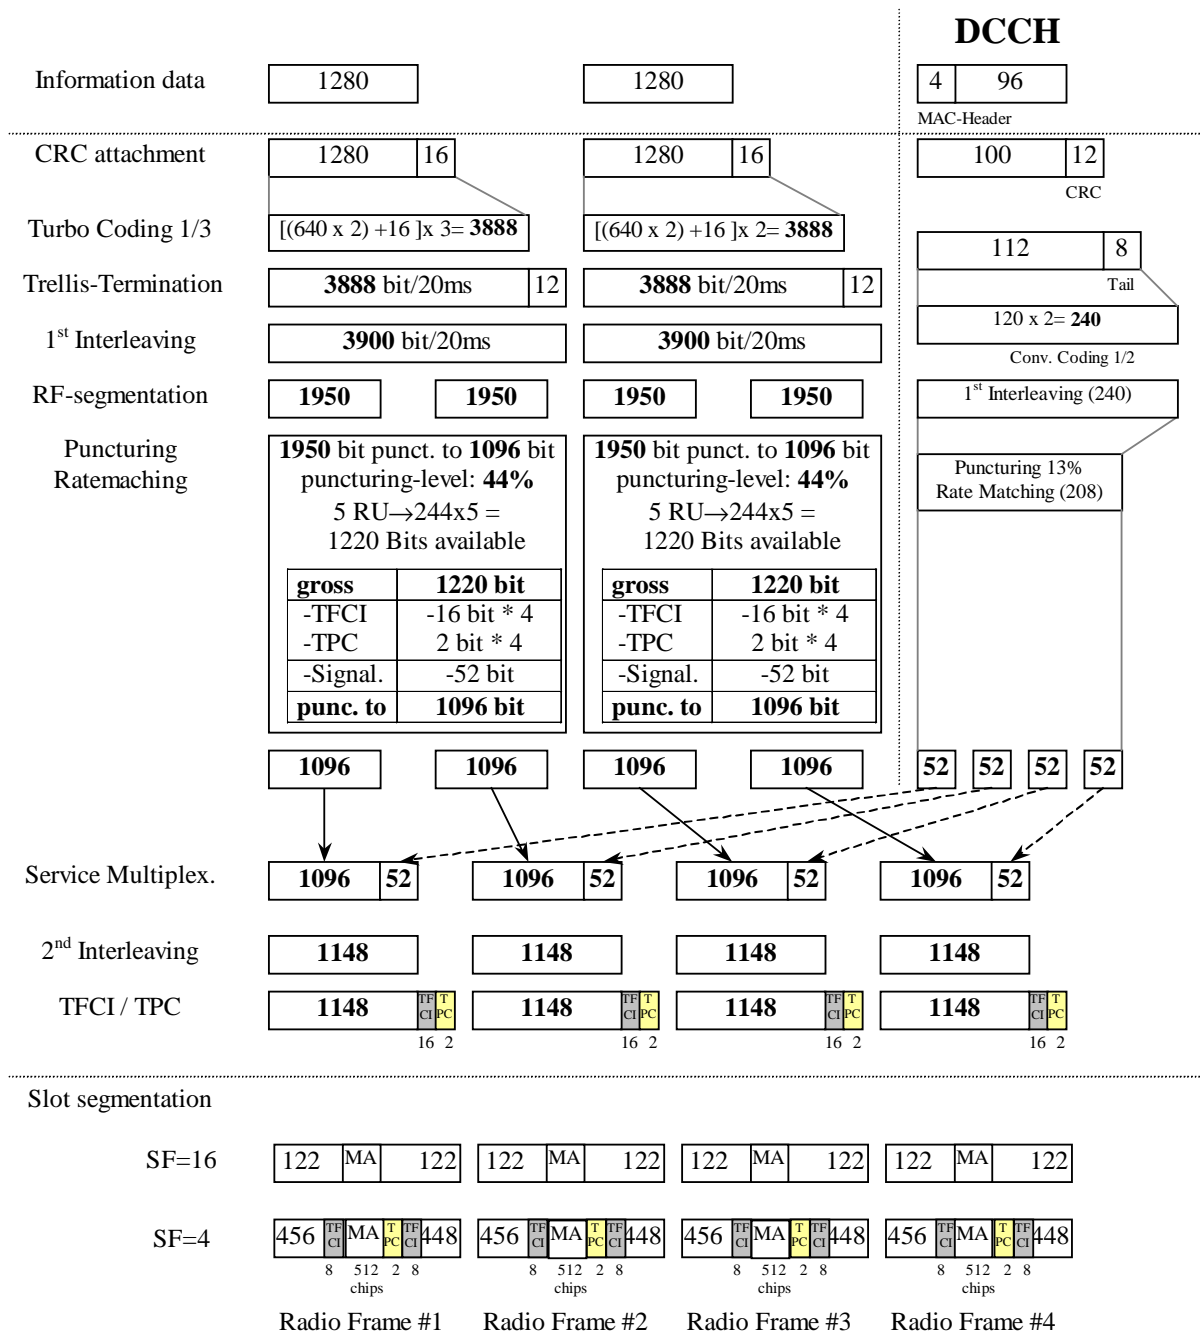 DCCH
Information data 1280 1280 4 96
MAC-Header
CRC attachment 1280 16 1280 16 100 12
CRC
Turbo Coding 1/3 [(640 x 2) +16 ]x 3= 3888 [(640 x 2) +16 ]x 2= 3888
112 8
Trellis-Termination 3888 bit/20ms 12 3888 bit/20ms 12 Tail
120 x 2= 240
1st Interleaving 3900 bit/20ms 3900 bit/20ms
Conv. Coding 1/2
RF-segmentation 1950 1950 1950 1950 1st Interleaving (240)
Puncturing
Ratemaching
1950 bit punct. to 1096 bit
puncturing-level: 44%
5 RU→244x5 =
1220 Bits available
gross 1220 bit
-TFCI -16 bit * 4
-TPC 2 bit * 4
-Signal. -52 bit
punc. to 1096 bit
1950 bit punct. to 1096 bit
puncturing-level: 44%
5 RU→244x5 =
1220 Bits available
gross 1220 bit
-TFCI -16 bit * 4
-TPC 2 bit * 4
-Signal. -52 bit
punc. to 1096 bit
Puncturing 13%
Rate Matching (208)
1096 1096 1096 1096 52 52 52 52
Service Multiplex. 1096 52 1096 52 1096 52 1096 52
2nd Interleaving 1148 1148 1148 1148
TFCI / TPC 1148 TF CI T PC 1148 TF CI T PC 1148 TF CI T PC 1148 TF CI T PC
16 2 16 2 16 2 16 2
Slot segmentation
SF=16 122 MA 122 122 MA 122 122 MA 122 122 MA 122
SF=4 456 TF CI MA T PC TF CI 448 456 TF CI MA T PC TF CI 448 456 TF CI MA T PC TF CI 448 456 TF CI MA T PC TF CI 448
8 512 2 8 8 512 2 8 8 512 2 8 8 512 2 8
chips chips chips chips
Radio Frame #1 Radio Frame #2 Radio Frame #3 Radio Frame #4